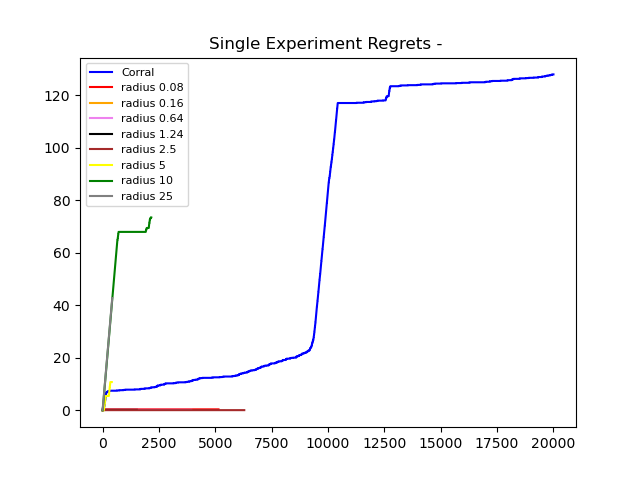 Single Experiment Regrets -
Corral
radius 0.08
radius 0.16
radius 0.64
radius 1.24
radius 2.5
radius 5
radius 10
radius 25
120
100
80
60
40
20
0
0 2500 5000 7500 10000 12500 15000 17500 20000